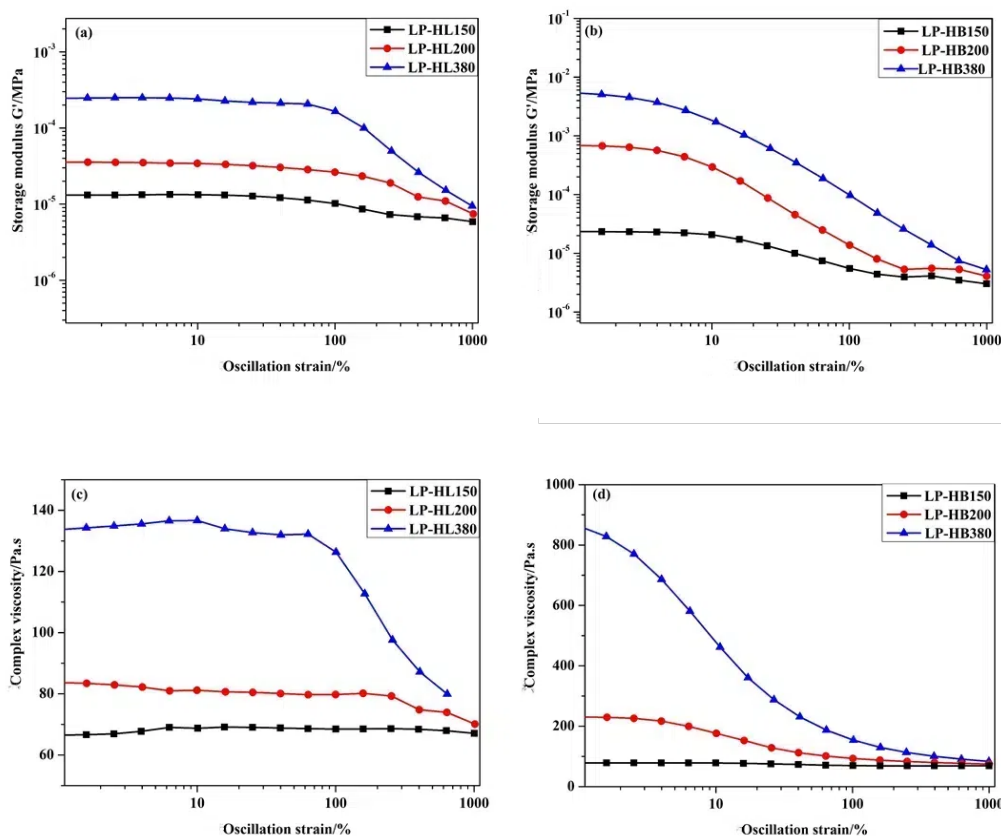 (a)
LP-HL150
LP-HL200
LP-HL380
Storage modulus G'/MPa
10^-3
10^-4
10^-5
10^-6
10 100 1000
Oscillation strain/%
(b)
LP-HB150
LP-HB200
LP-HB380
Storage modulus G'/MPa
10^-1
10^-2
10^-3
10^-4
10^-5
10^-6
10 100 1000
Oscillation strain/%
(c)
LP-HL150
LP-HL200
LP-HL380
Complex viscosity/Pa.s
140
120
100
80
60
10 100 1000
Oscillation strain/%
(d)
LP-HB150
LP-HB200
LP-HB380
Complex viscosity/Pa.s
1000
800
600
400
200
0
10 100 1000
Oscillation strain/%